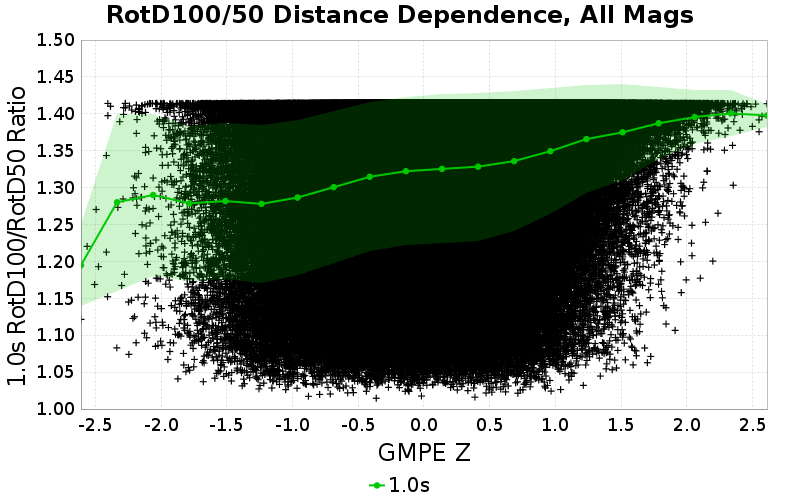 RotD100/50 Distance Dependence, All Mags
1.0s RotD100/RotD50 Ratio
1.50
1.45
1.40
1.35
1.30
1.25
1.20
1.15
1.10
1.05
1.00
-2.5 -2.0 -1.5 -1.0 -0.5 0.0 0.5 1.0 1.5 2.0 2.5
GMPE Z
1.0s